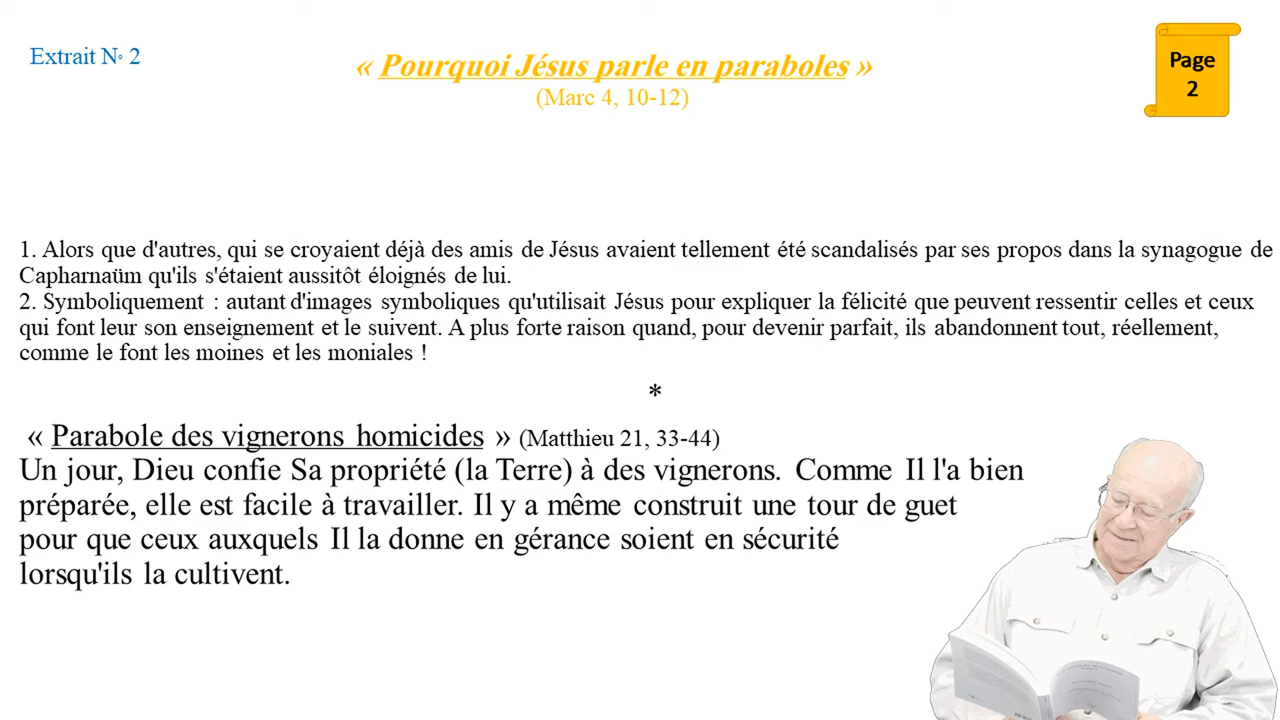 Extrait N° 2
« Pourquoi Jésus parle en paraboles »
(Marc 4, 10-12)
Page
2
1. Alors que d'autres, qui se croyaient déjà des amis de Jésus avaient tellement été scandalisés par ses propos dans la synagogue de
Capharnaüm qu'ils s'étaient aussitôt éloignés de lui.
2. Symboliquement : autant d'images symboliques qu'utilisait Jésus pour expliquer la félicité que peuvent ressentir celles et ceux
qui font leur son enseignement et le suivent. A plus forte raison quand, pour devenir parfait, ils abandonnent tout, réellement,
comme le font les moines et les moniales !
*
« Parabole des vignerons homicides » (Matthieu 21, 33-44)
Un jour, Dieu confie Sa propriété (la Terre) à des vignerons. Comme Il l'a bien
préparée, elle est facile à travailler. Il y a même construit une tour de guet
pour que ceux auxquels Il la donne en gérance soient en sécurité
lorsqu'ils la cultivent.